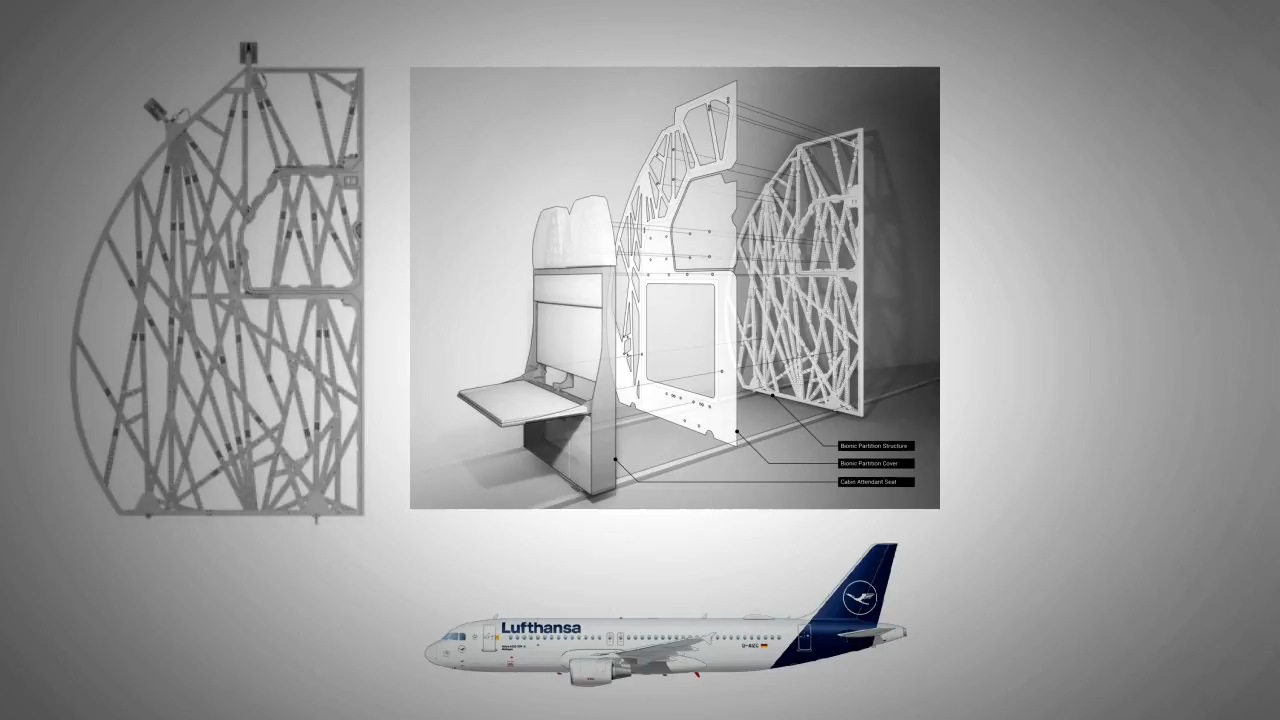 Bionic Partition Structure
Bionic Partition Cover
Cabin Attendant Seat
Lufthansa